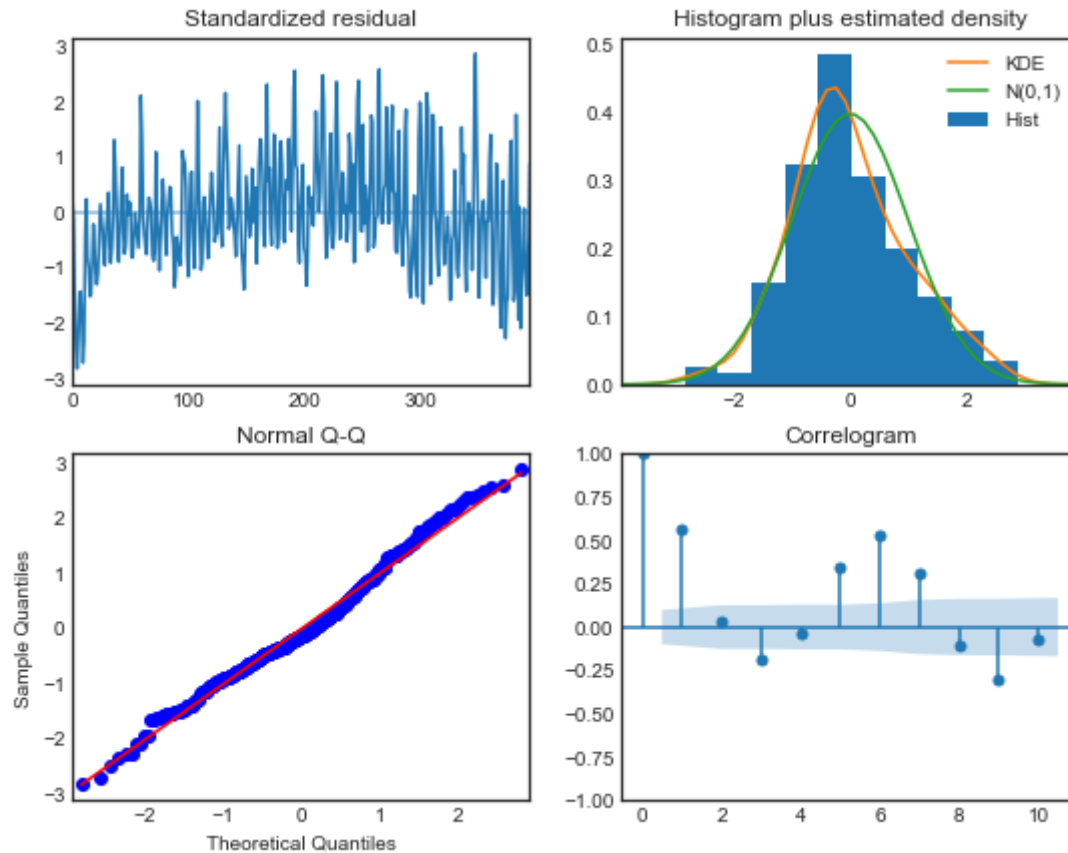 Standardized residual
3
2
1
0
−1
−2
−3
0 100 200 300
Histogram plus estimated density
0.5
0.4
0.3
0.2
0.1
0.0
−2 0 2
KDE
N(0,1)
Hist
Normal Q-Q
Sample Quantiles
3
2
1
0
−1
−2
−3
−2 −1 0 1 2
Theoretical Quantiles
Correlogram
1.00
0.75
0.50
0.25
0.00
−0.25
−0.50
−0.75
−1.00
0 2 4 6 8 10